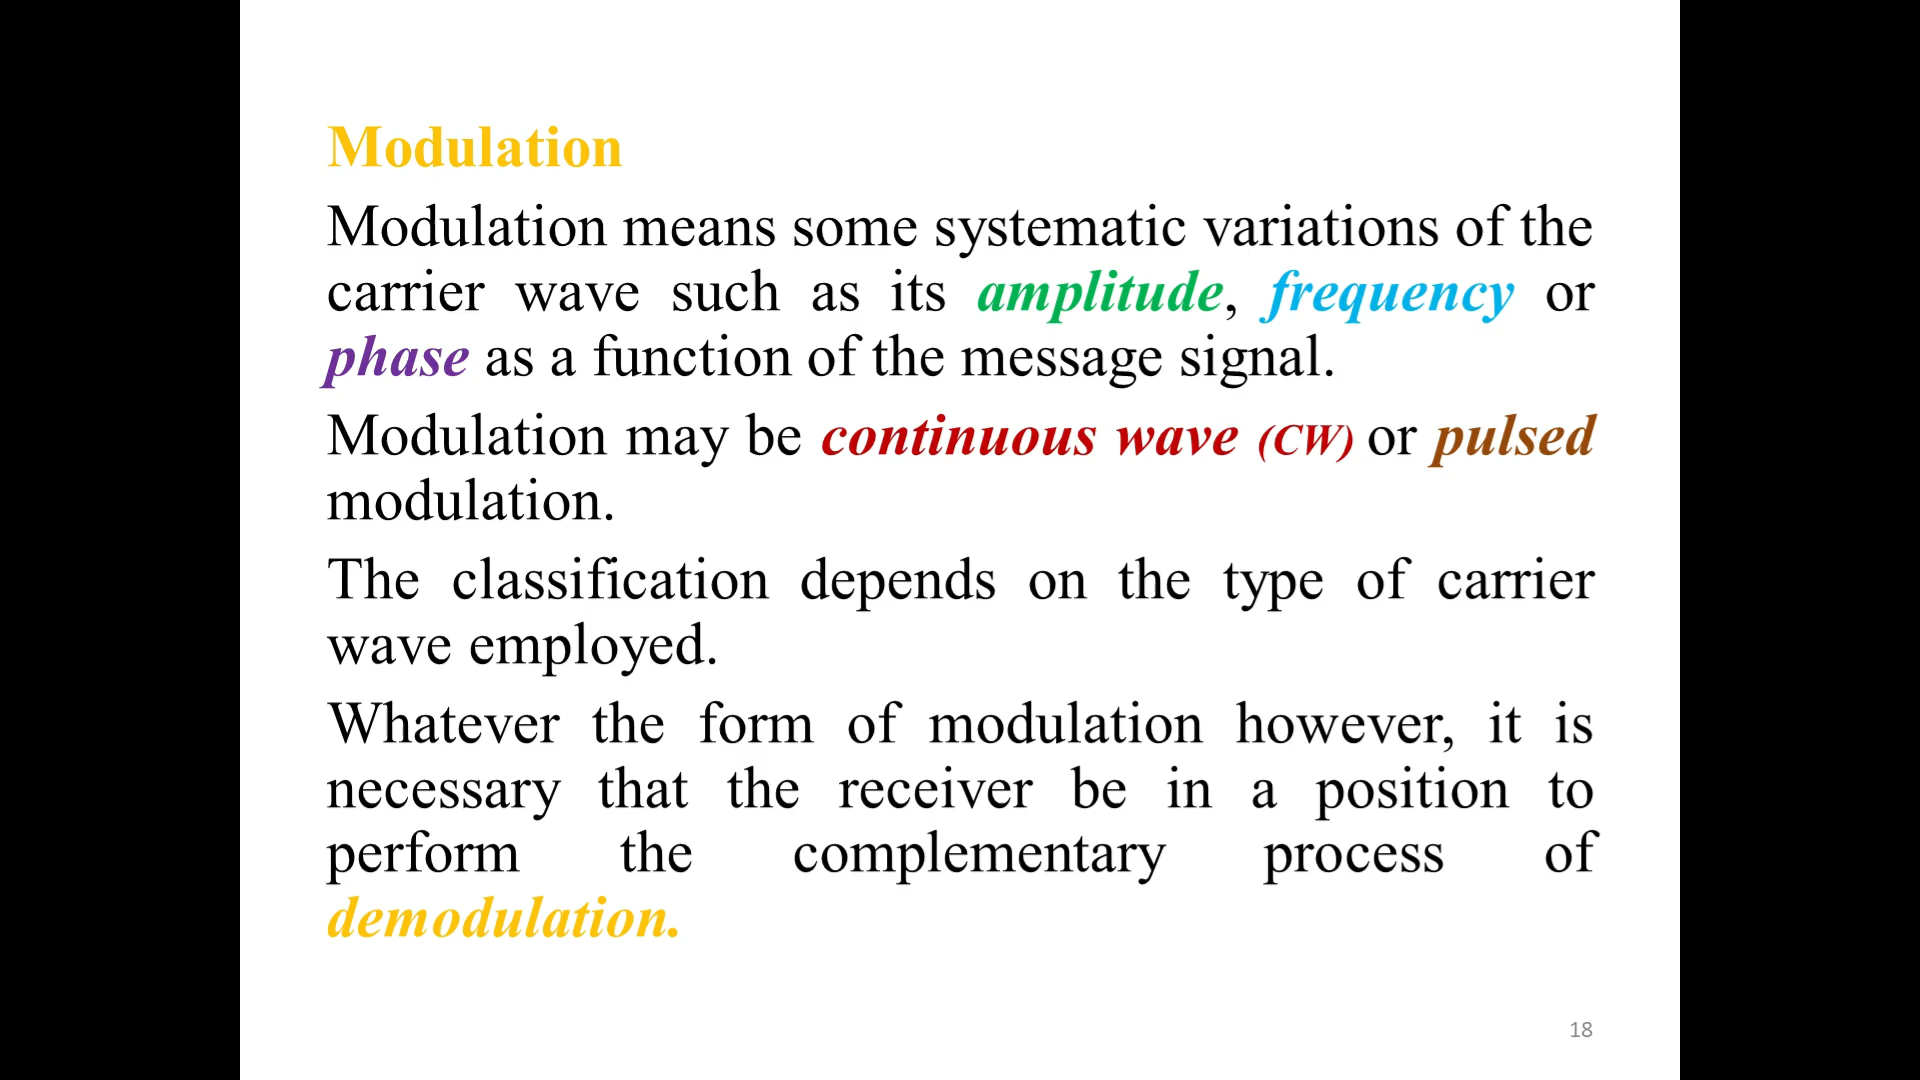 Modulation
Modulation means some systematic variations of the
carrier wave such as its amplitude, frequency or
phase as a function of the message signal.
Modulation may be continuous wave (CW) or pulsed
modulation.
The classification depends on the type of carrier
wave employed.
Whatever the form of modulation however, it is
necessary that the receiver be in a position to
perform the complementary process of
demodulation.
18